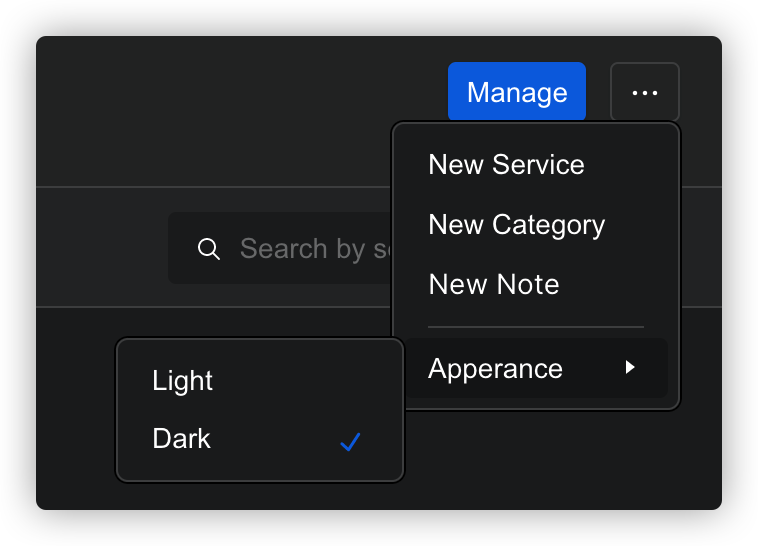 Manage
New Service
New Category
Search by
New Note
Apperance
Light
Dark